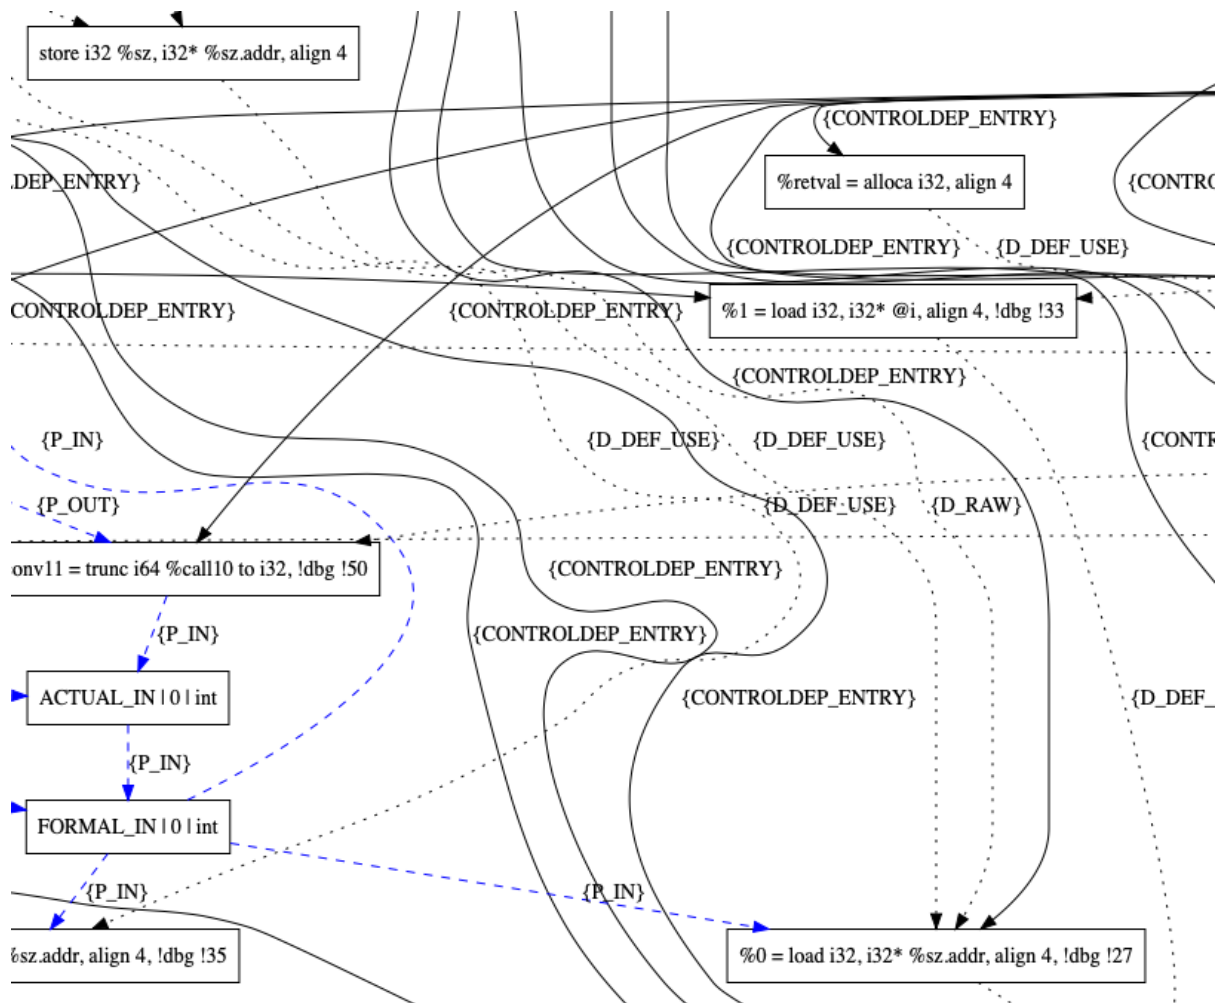 store i32 %sz, i32* %sz.addr, align 4
{CONTROLDEP_ENTRY}
%retval = alloca i32, align 4
.DEP_ENTRY}
{CONTRO
{CONTROLDEP_ENTRY}
{D_DEF_USE}
CONTROLDEP_ENTRY}
{CONTROLDEP_ENTRY}
%1 = load i32, i32* @i, align 4, !dbg !33
{CONTROLDEP_ENTRY}
{P_IN}
{D_DEF_USE}
{D_DEF_USE}
{CONTR
{P_OUT}
{D_DEF_USE}
{D_RAW}
onv11 = trunc i64 %call10 to i32, !dbg !50
{CONTROLDEP_ENTRY}
{P_IN}
{CONTROLDEP_ENTRY}
ACTUAL_IN | 0 | int
{CONTROLDEP_ENTRY}
{D_DEF_
{P_IN}
FORMAL_IN | 0 | int
{P_IN}
{P_IN}
%sz.addr, align 4, !dbg !35
%0 = load i32, i32* %sz.addr, align 4, !dbg !27